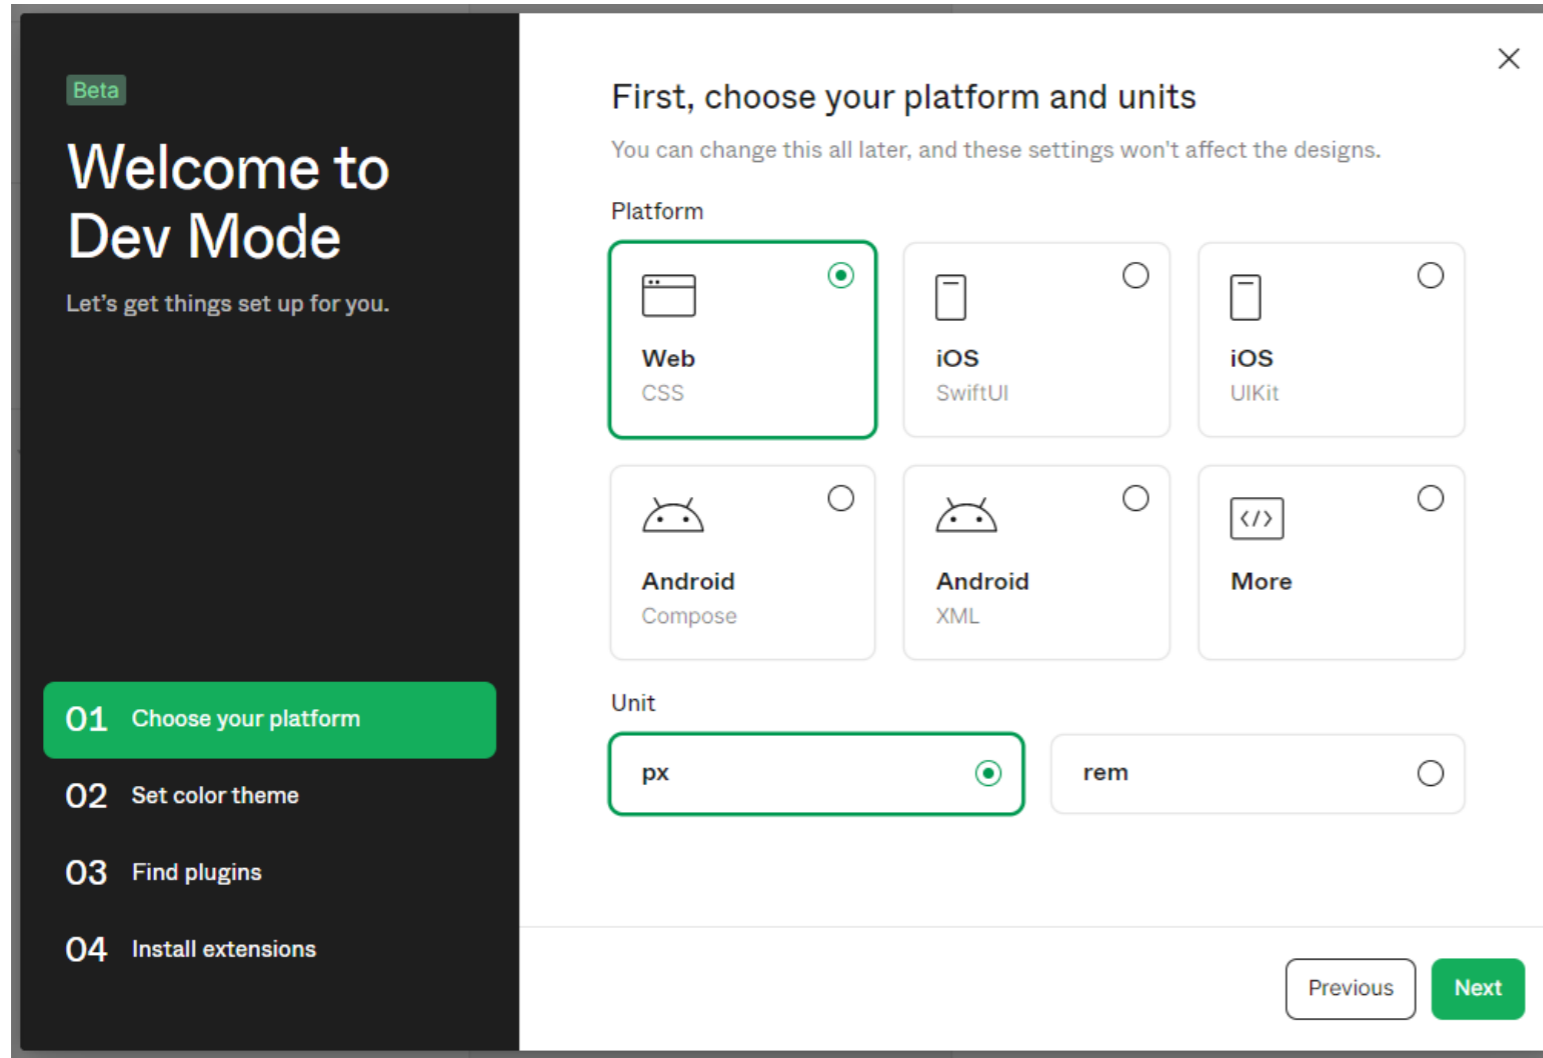 Beta
Welcome to
Dev Mode
Let's get things set up for you.
01 Choose your platform
02 Set color theme
03 Find plugins
04 Install extensions
First, choose your platform and units
You can change this all later, and these settings won't affect the designs.
Platform
Web
CSS
iOS
SwiftUI
iOS
UIKit
Android
Compose
Android
XML
</>
More
Unit
px
rem
Previous
Next